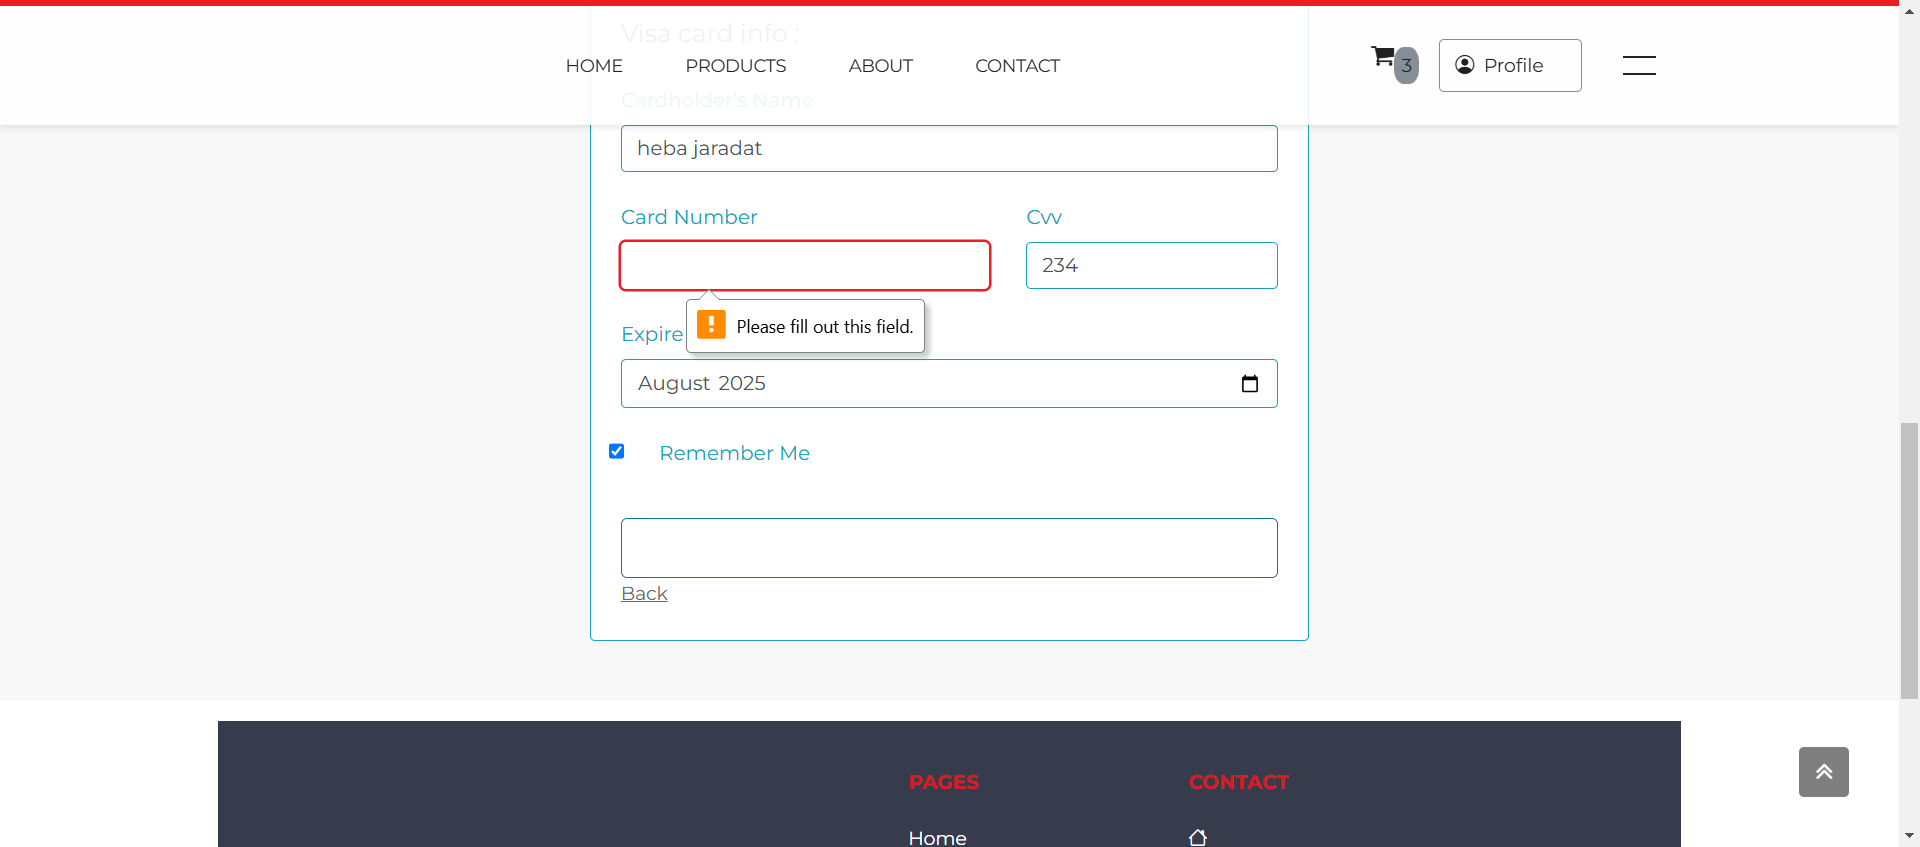 Visa card info :
HOME PRODUCTS ABOUT CONTACT 3 Profile
Cardholder's Name
heba jaradat
Card Number Cvv
234
Please fill out this field.
Expire
August 2025
Remember Me
Back
PAGES CONTACT
Home